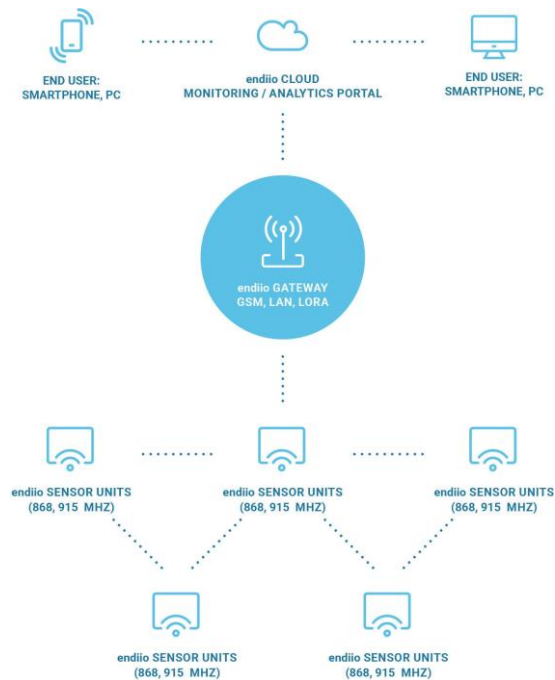 END USER:
SMARTPHONE, PC
endiio CLOUD
MONITORING / ANALYTICS PORTAL
END USER:
SMARTPHONE, PC
endiio GATEWAY
GSM, LAN, LORA
endiio SENSOR UNITS
(868, 915 MHZ)
endiio SENSOR UNITS
(868, 915 MHZ)
endiio SENSOR UNITS
(868, 915 MHZ)
endiio SENSOR UNITS
(868, 915 MHZ)
endiio SENSOR UNITS
(868, 915 MHZ)